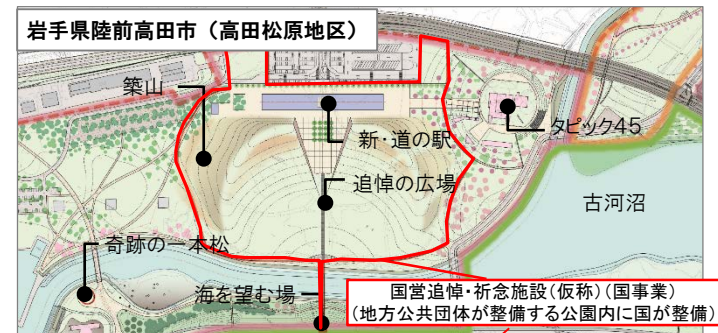 岩手県陸前高田市（高田松原地区）
築山
新・道の駅
タピック45
追悼の広場
古河沼
奇跡の一本松
海を望む場
国営追悼・祈念施設（仮称）（国事業）
（地方公共団体が整備する公園内に国が整備）